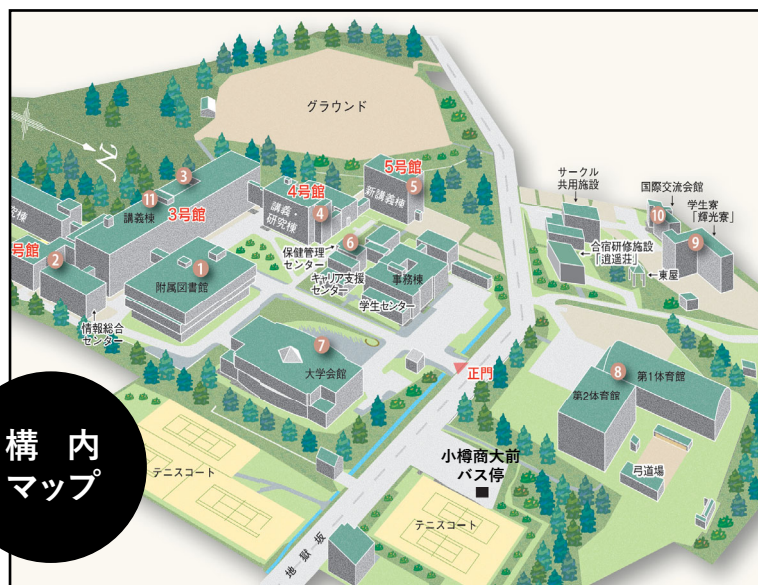 グラウンド
N
3
11
講義棟
3号館
究棟
号館
2
情報総合
センター
1
附属図書館
4号館
4
講義・
研究棟
5号館
5
新講義棟
6
保健管理
センター
キャリア支援
センター
事務棟
学生センター
7
大学会館
正門
サークル
共用施設
国際交流会館
10
学生寮
「輝光寮」
9
合宿研修施設
「逍遥荘」
東屋
8
第1体育館
第2体育館
弓道場
小樽商大前
バス停
テニスコート
テニスコート
地獄坂
構内
マップ